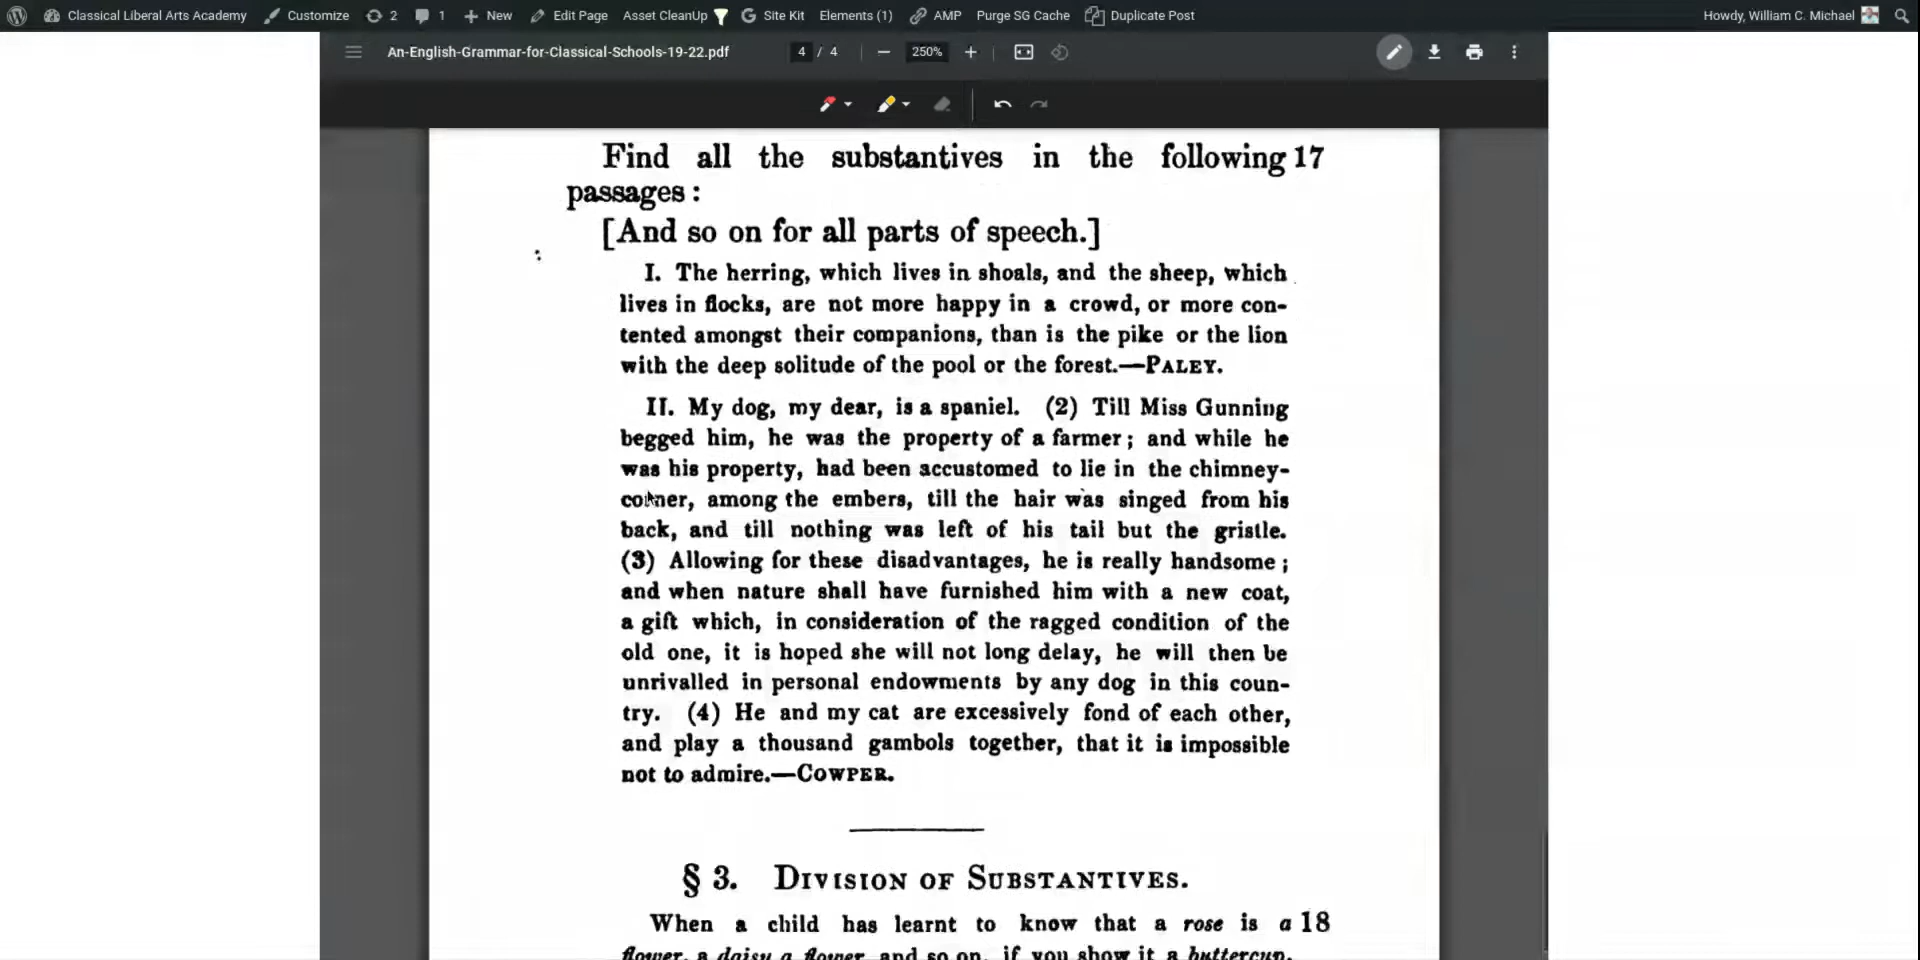 Classical Liberal Arts Academy Customize 2 1 New Edit Page Asset CleanUp Site Kit Elements (1) AMP Purge SG Cache Duplicate Post Howdy, William C. Michael
An-English-Grammar-for-Classical-Schools-19-22.pdf 4 / 4 250%
Find all the substantives in the following 17
passages:
[And so on for all parts of speech.]
I. The herring, which lives in shoals, and the sheep, which
lives in flocks, are not more happy in a crowd, or more con-
tented amongst their companions, than is the pike or the lion
with the deep solitude of the pool or the forest.—PALEY.
II. My dog, my dear, is a spaniel. (2) Till Miss Gunning
begged him, he was the property of a farmer; and while he
was his property, had been accustomed to lie in the chimney-
corner, among the embers, till the hair was singed from his
back, and till nothing was left of his tail but the gristle.
(3) Allowing for these disadvantages, he is really handsome;
and when nature shall have furnished him with a new coat,
a gift which, in consideration of the ragged condition of the
old one, it is hoped she will not long delay, he will then be
unrivalled in personal endowments by any dog in this coun-
try. (4) He and my cat are excessively fond of each other,
and play a thousand gambols together, that it is impossible
not to admire.—COWPER.
§ 3. DIVISION OF SUBSTANTIVES.
When a child has learnt to know that a rose is a 18
flower, a daisy a flower, and so on, if you show it a buttercup,